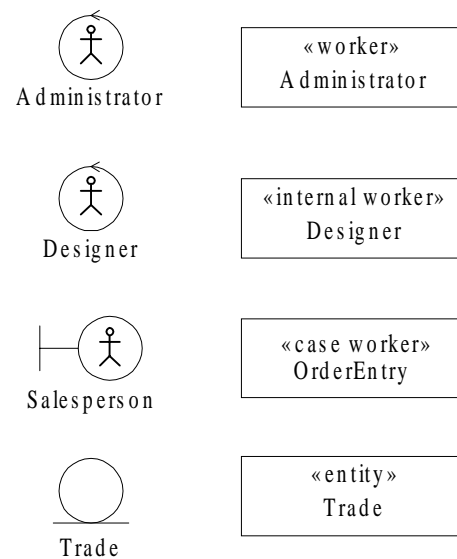 Administrator
«worker»
Administrator
Designer
«internal worker»
Designer
Salesperson
«case worker»
OrderEntry
Trade
«entity»
Trade